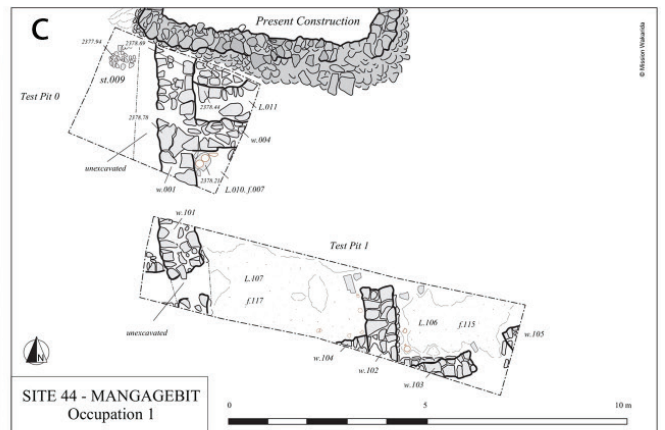 C
Present Construction
© Mission Wakarida
2377.94
2378.69
st.009
Test Pit 0
2378.44
L.011
2378.78
w.004
unexcavated
w.001
2378.21
L.010, f.007
w.101
Test Pit 1
L.107
f.117
L.106
f.115
w.105
unexcavated
w.104
w.102
w.103
N
SITE 44 - MANGAGEBIT
Occupation 1
0
5
10 m